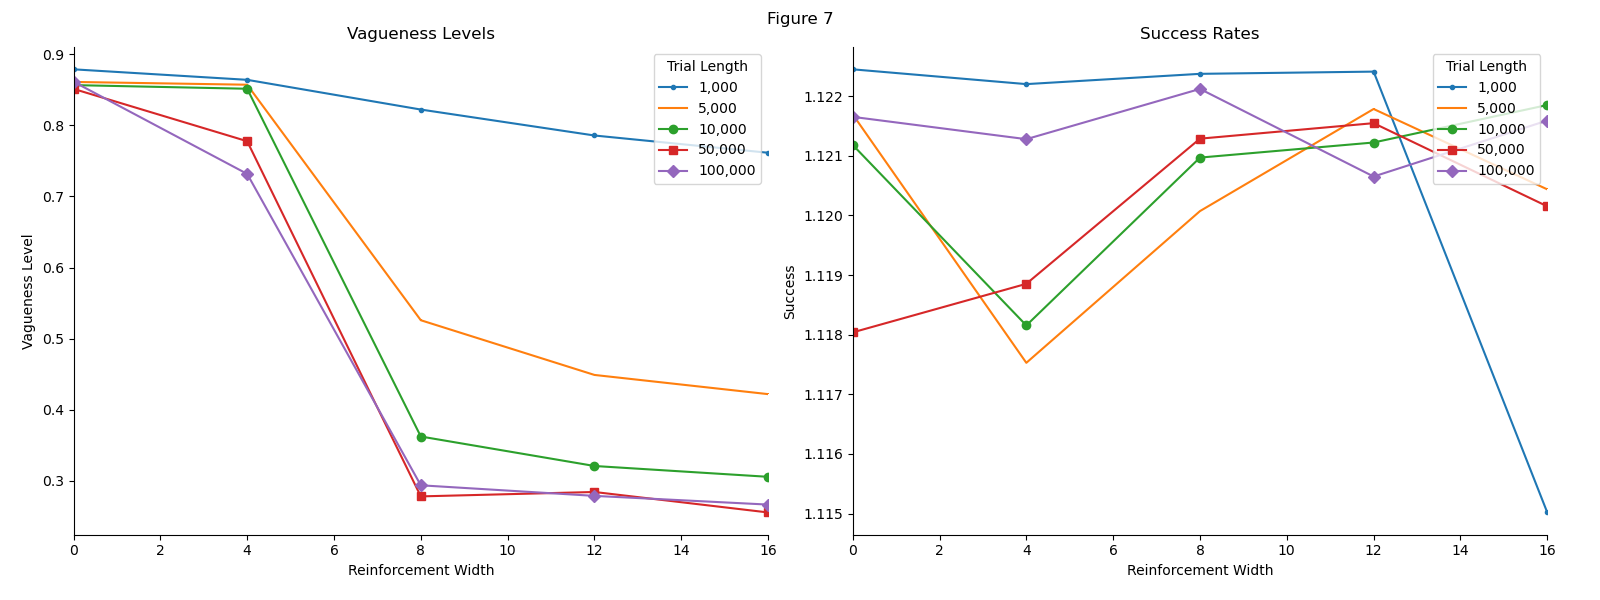 Figure 7
Vagueness Levels
Vagueness Level
0.9
0.8
0.7
0.6
0.5
0.4
0.3
0 2 4 6 8 10 12 14 16
Reinforcement Width
Trial Length
1,000
5,000
10,000
50,000
100,000
Success Rates
Success
1.122
1.121
1.120
1.119
1.118
1.117
1.116
1.115
0 2 4 6 8 10 12 14 16
Reinforcement Width
Trial Length
1,000
5,000
10,000
50,000
100,000